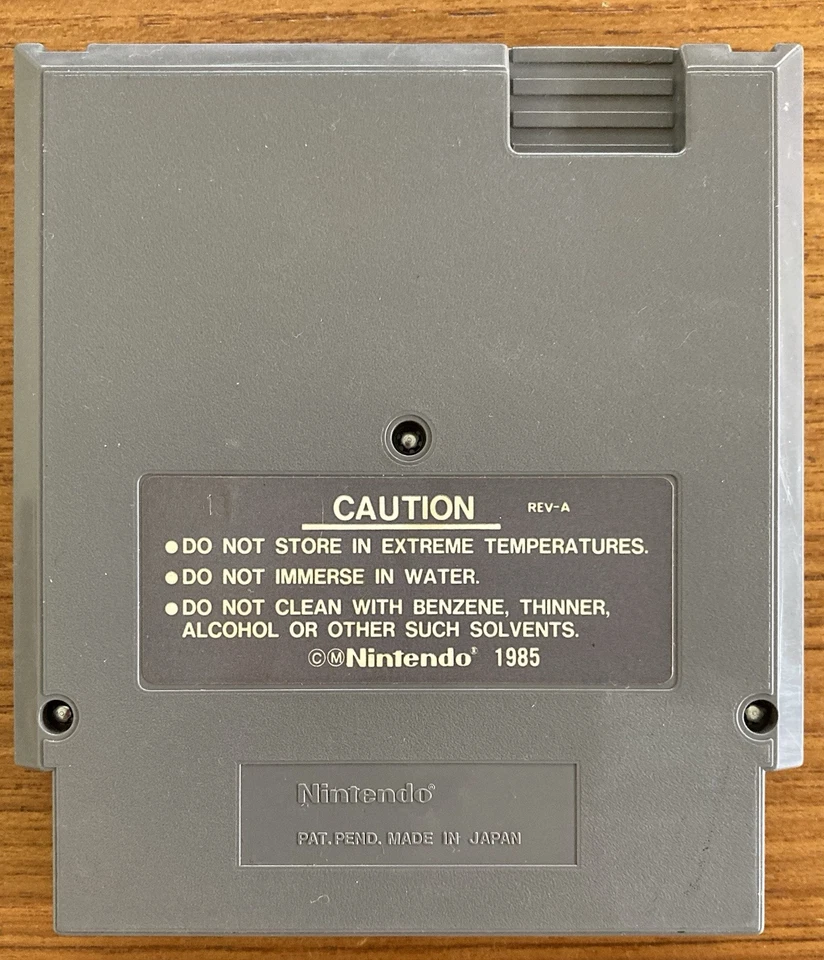 CAUTION REV-A
●DO NOT STORE IN EXTREME TEMPERATURES.
●DO NOT IMMERSE IN WATER.
●DO NOT CLEAN WITH BENZENE, THINNER,
ALCOHOL OR OTHER SUCH SOLVENTS.
©ⓂNintendo® 1985
Nintendo®
PAT. PEND. MADE IN JAPAN